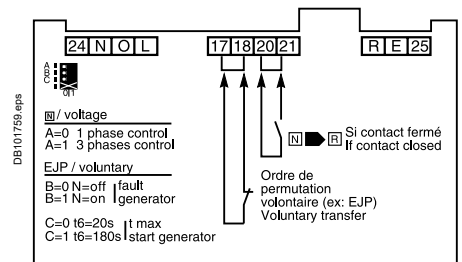 24 N O L 17 18 20 21 R E 25
A
B
C
0 1
DB101759.eps
N / voltage
A=0 1 phase control
A=1 3 phases control
EJP / voluntary
B=0 N=off fault
B=1 N=on generator
C=0 t6=20s t max
C=1 t6=180s start generator
N R Si contact fermé
If contact closed
Ordre de
permutation
volontaire (ex: EJP)
Voluntary transfer